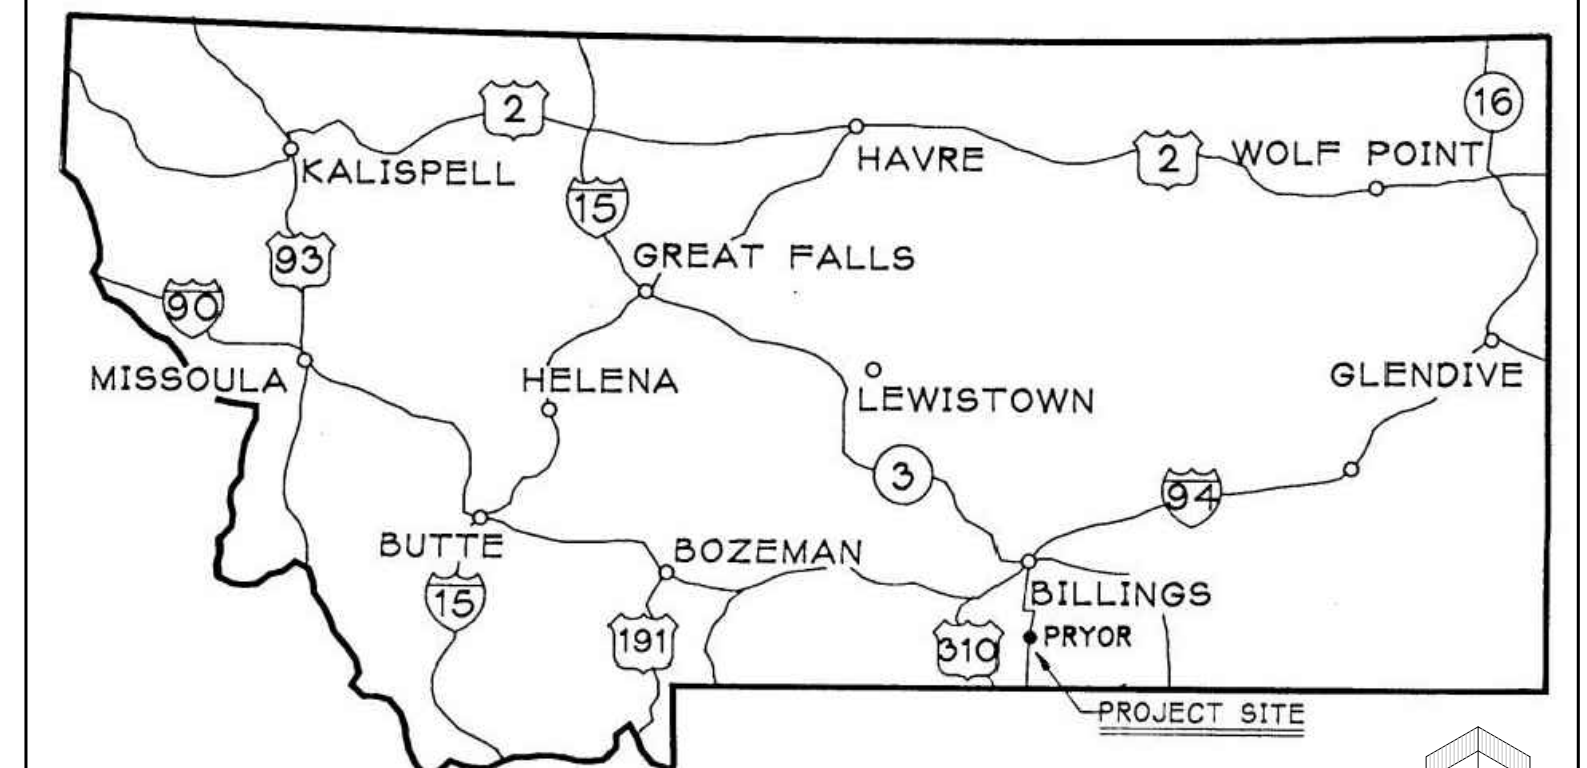 16
2
2
WOLF POINT
HAVRE
KALISPELL
15
93
GREAT FALLS
90
MISSOULA
HELENA
LEWISTOWN
GLENDIVE
3
94
BUTTE
BOZEMAN
15
BILLINGS
191
310
PRYOR
PROJECT SITE